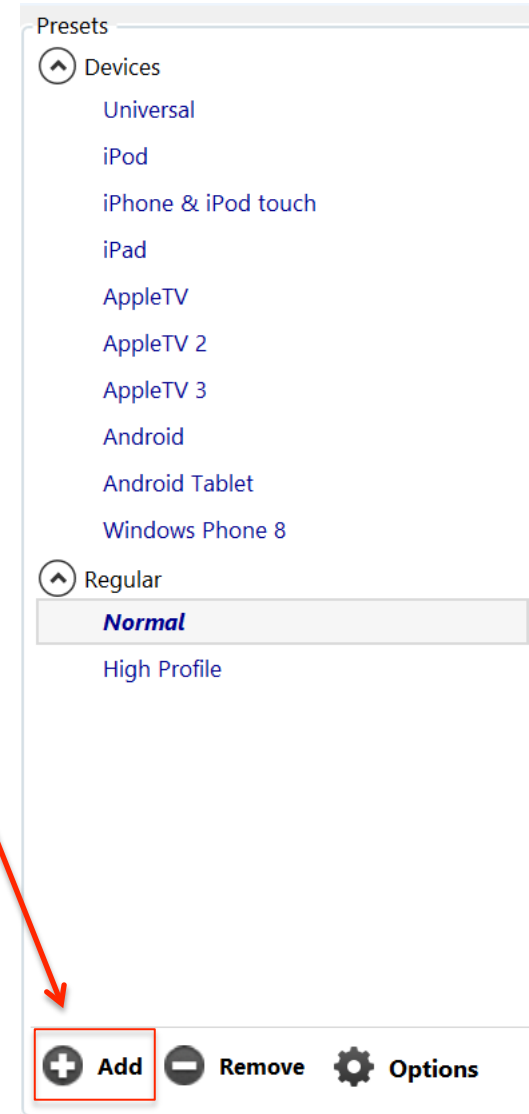 Presets
Devices
Universal
iPod
iPhone & iPod touch
iPad
AppleTV
AppleTV 2
AppleTV 3
Android
Android Tablet
Windows Phone 8
Regular
Normal
High Profile
Add Remove Options